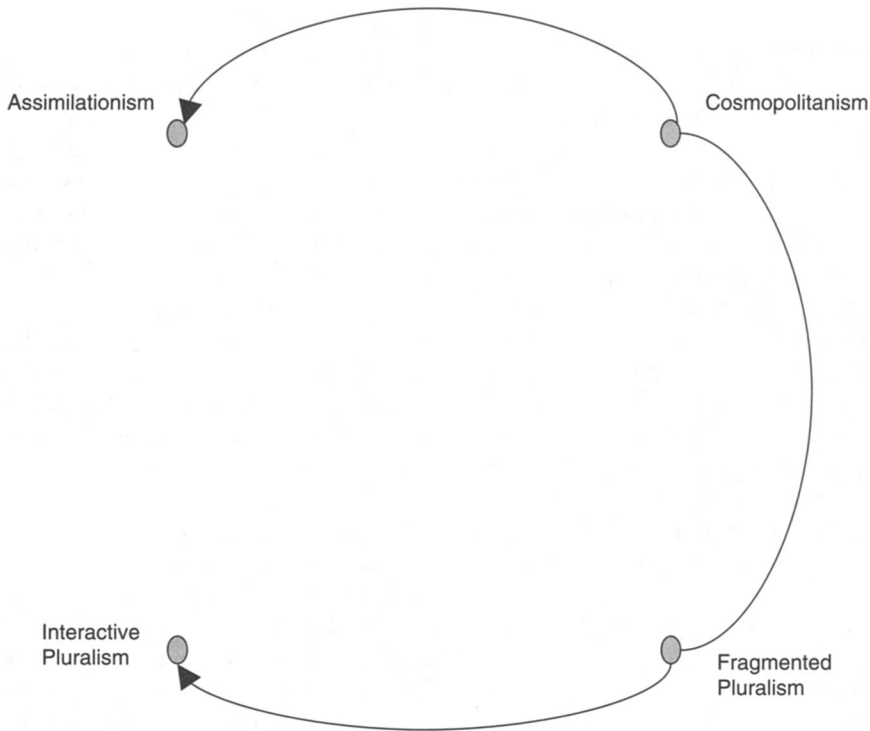 Assimilationism
Cosmopolitanism
Interactive
Pluralism
Fragmented
Pluralism